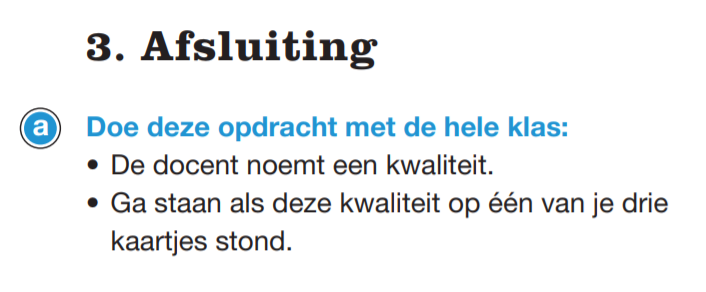 3. Afsluiting
a Doe deze opdracht met de hele klas:
• De docent noemt een kwaliteit.
• Ga staan als deze kwaliteit op één van je drie
kaartjes stond.